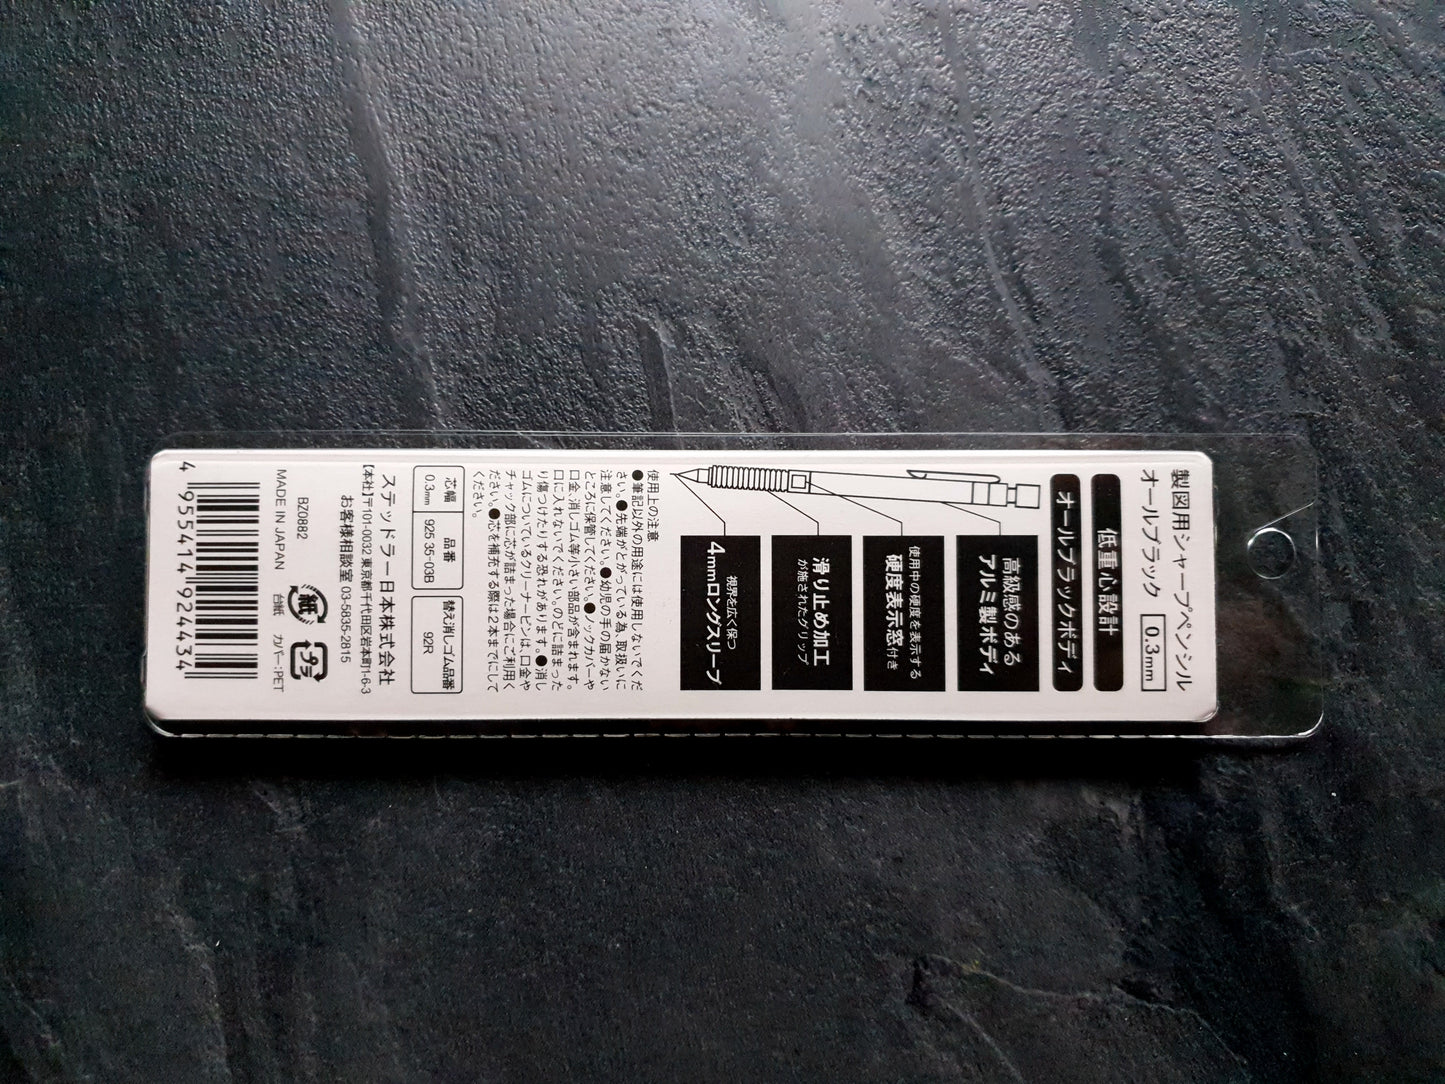 製図用シャープペンシル
オールブラック 0.3mm
低重心設計
オールブラックボディ
高級感のある
アルミ製ボディ
使用中の硬度を表示する
硬度表示窓付き
滑り止め加工
が施されたグリップ
視界を広く保つ
4mmロングスリーブ
使用上の注意
●筆記以外の用途には使用しないでくだ
さい。●先端がとがっている為、取扱いに
注意してください。●幼児の手の届かない
ところに保管してください。●ノックカバーや
口金、消しゴム等小さい部品が含まれます。
口に入れないでください。のどに詰まった
り傷つけたりする恐れがあります。●消し
ゴムについているクリーナーピンは、口金や
チャック部に芯が詰まった場合にご利用く
ださい。●芯を補充する際は2本までにして
ください。
芯幅 品番 替え消しゴム品番
0.3mm 925 35-03B 92R
ステッドラー日本株式会社
【本社】〒101-0032 東京都千代田区岩本町1-6-3
お客様相談室 03-5835-2815
BZ0882
MADE IN JAPAN
紙
台紙
プラ
カバー:PET
4 955414 924434